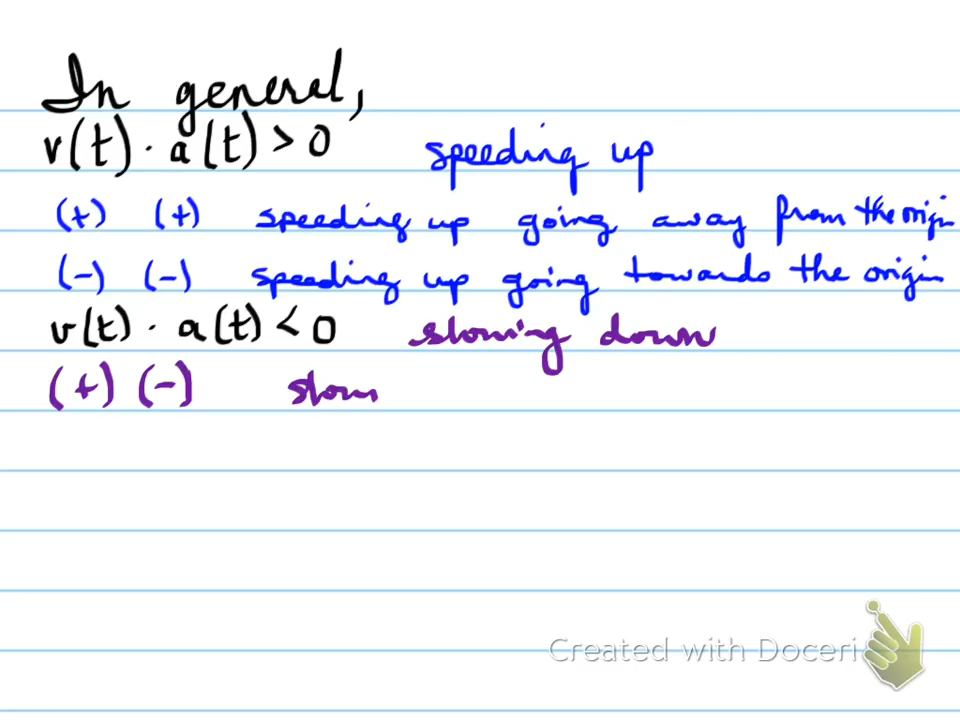 In general,
v(t) · a(t) > 0 speeding up
(+) (+) speeding up going away from the origin
(-) (-) speeding up going towards the origin
v(t) · a(t) < 0 slowing down
(+) (-) slow
Created with Doceri